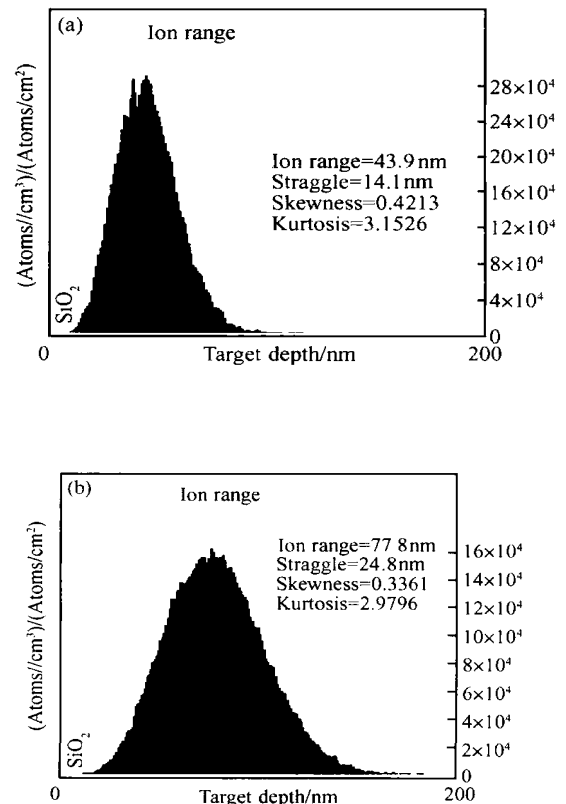 (a)
Ion range
(Atoms//cm³)/(Atoms/cm²)
28×10⁴
24×10⁴
20×10⁴
16×10⁴
12×10⁴
8×10⁴
4×10⁴
0
Ion range=43.9nm
Straggle=14.1nm
Skewness=0.4213
Kurtosis=3.1526
SiO₂
0
Target depth/nm
200
(b)
Ion range
(Atoms//cm³)/(Atoms/cm²)
16×10⁴
14×10⁴
12×10⁴
10×10⁴
8×10⁴
6×10⁴
4×10⁴
2×10⁴
0
Ion range=77 8nm
Straggle=24.8nm
Skewness=0.3361
Kurtosis=2.9796
SiO₂
0
Target depth/nm
200